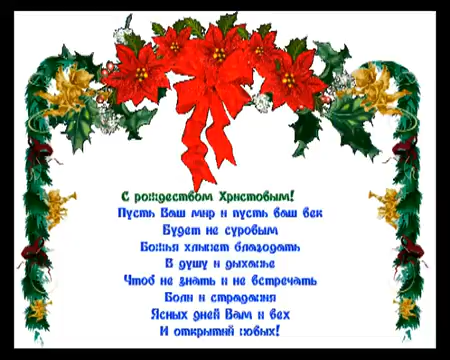 С рождеством Христовым!
Пусть Ваш мир и пусть ваш век
Будет не суровым
Божья хлынет благодать
В душу и дыханье
Чтоб не знать и не встречать
Боли и страданья
Ясных дней Вам и вех
И открытий новых!